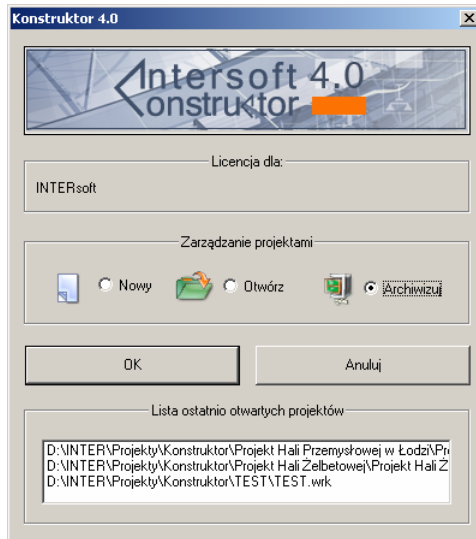 Konstruktor 4.0
Intersoft 4.0
Konstruktor
Licencja dla:
INTERsoft
Zarządzanie projektami
Nowy
Otwórz
Archiwizuj
OK
Anuluj
Lista ostatnio otwartych projektów
D:\INTER\Projekty\Konstruktor\Projekt Hali Przemysłowej w Łodzi\Pr
D:\INTER\Projekty\Konstruktor\Projekt Hali Żelbetowej\Projekt Hali Ż
D:\INTER\Projekty\Konstruktor\TEST\TEST.wrk